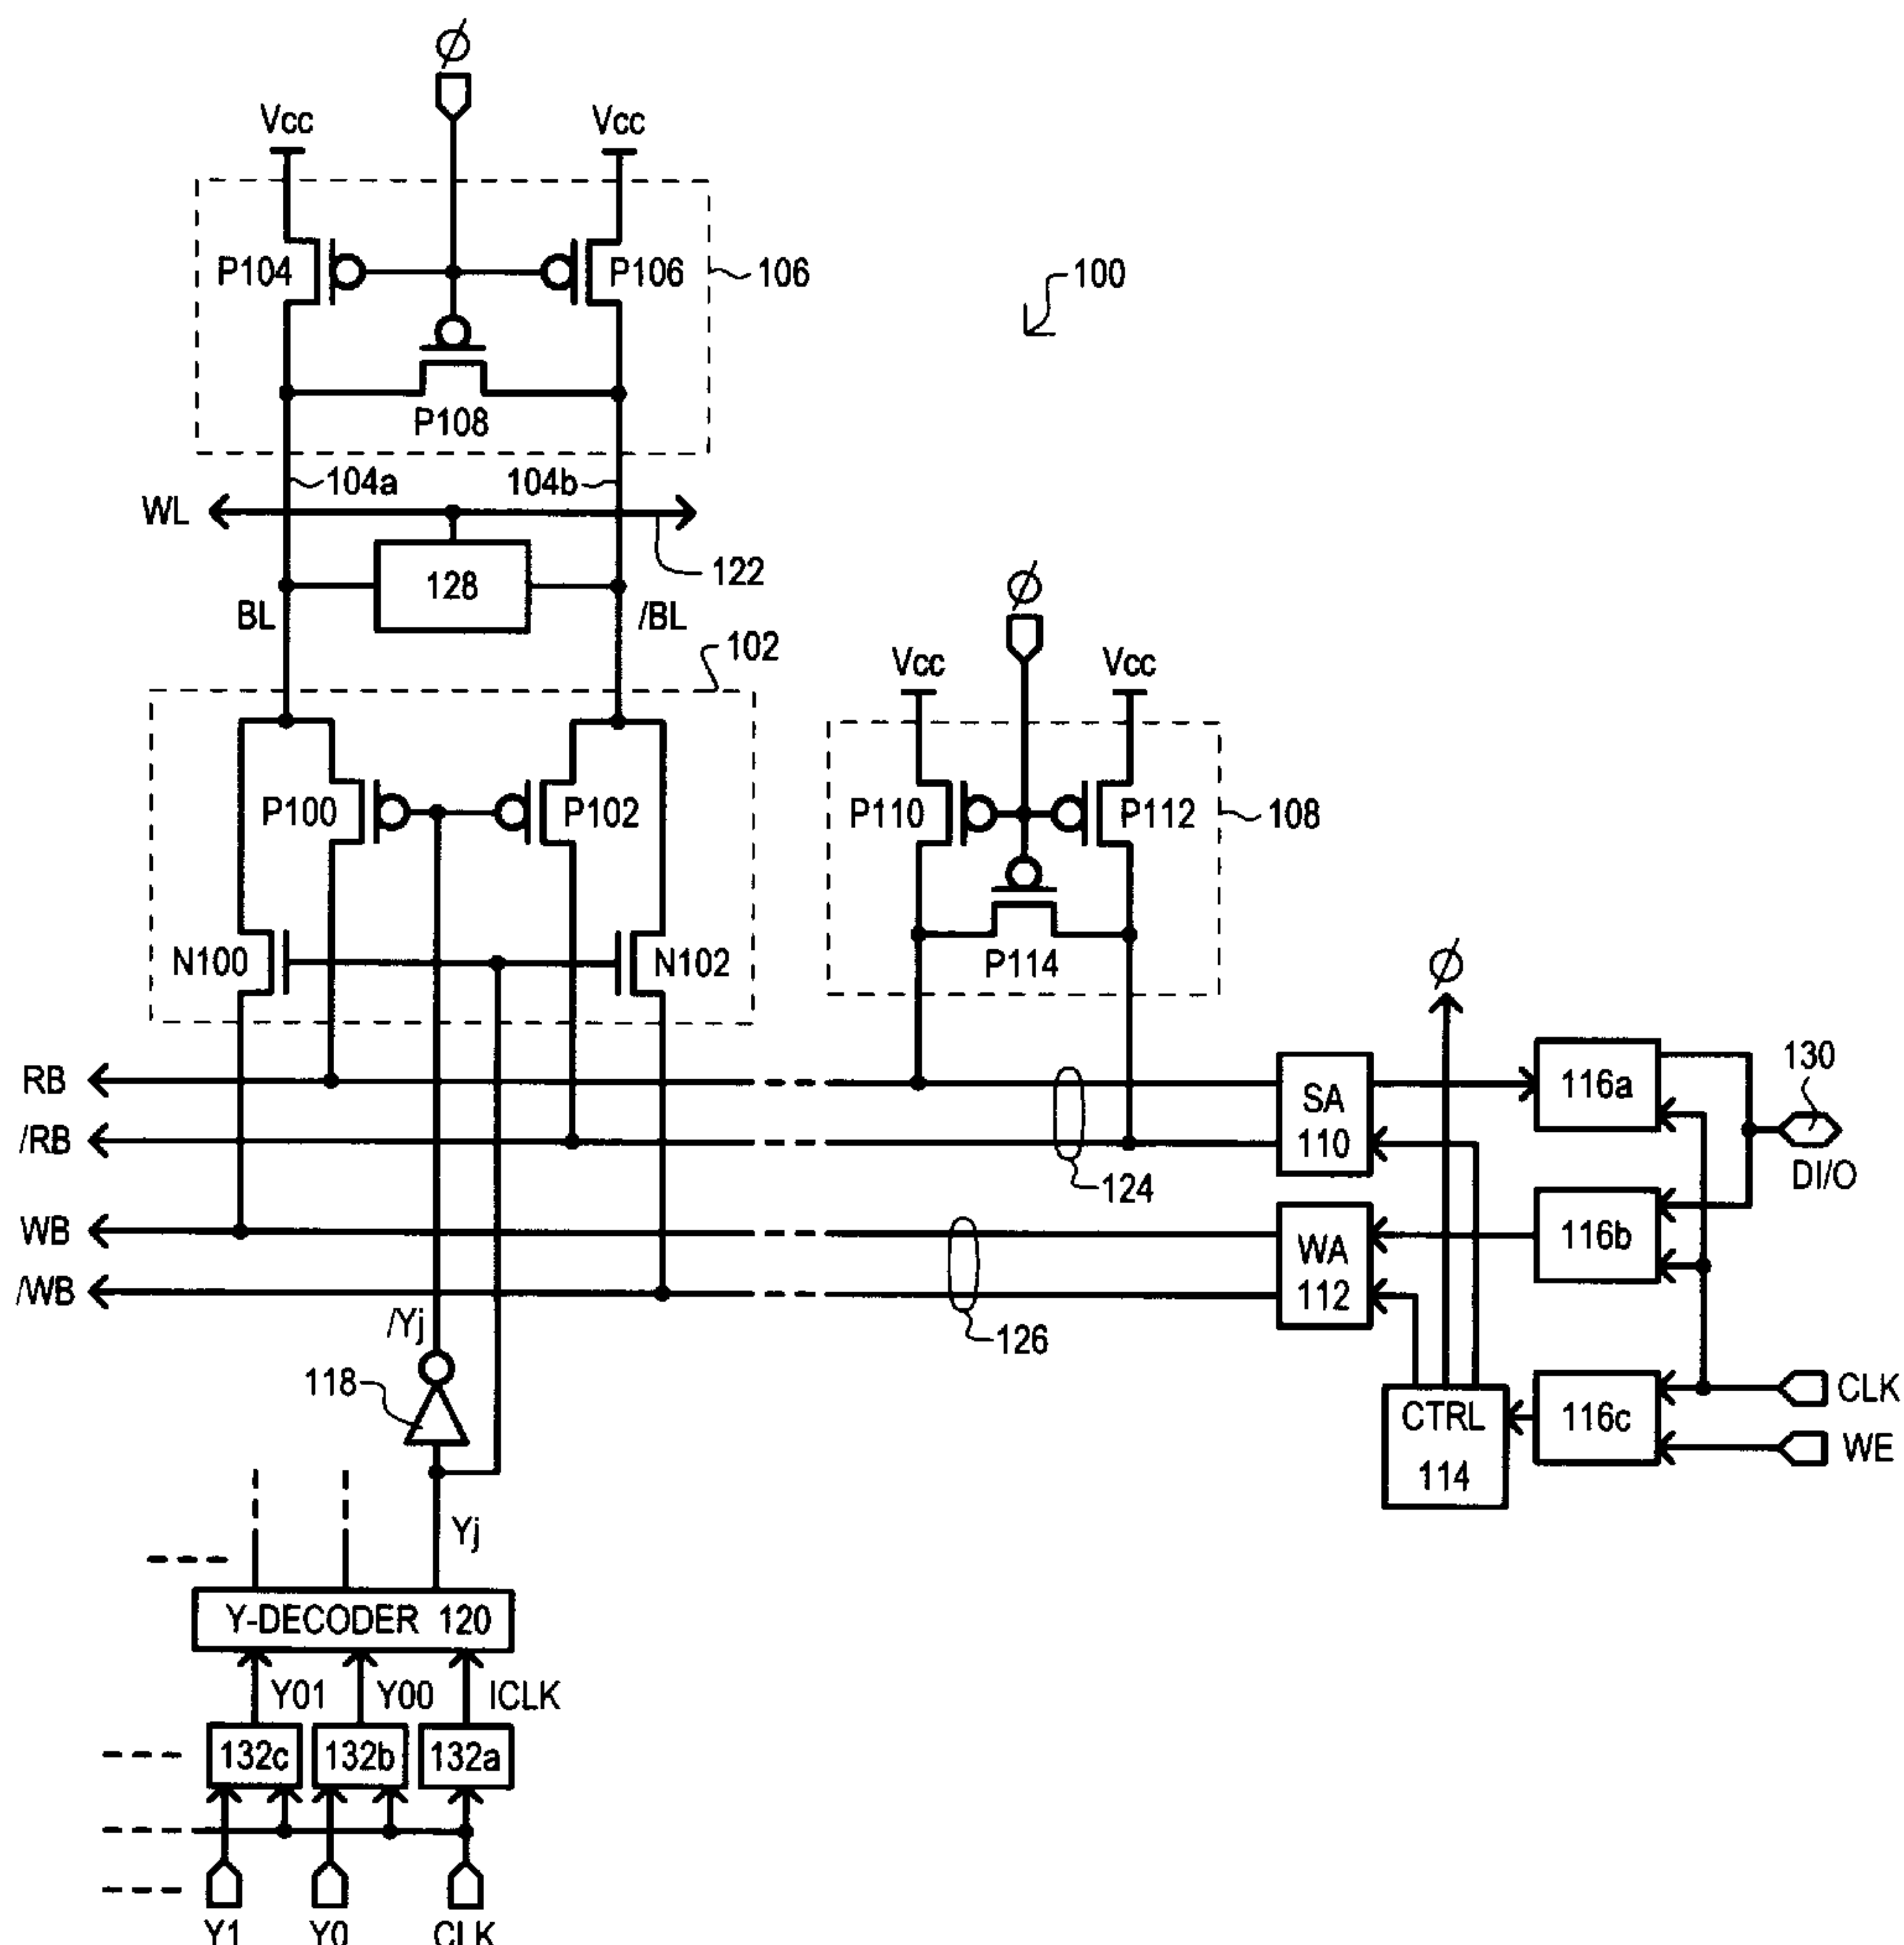 ϕ
Vcc Vcc
P104 P106 106
100
P108
104a 104b
WL
122
128
BL /BL
102
ϕ
Vcc Vcc
P100 P102
P110 P112 108
N100 N102
P114
ϕ
RB
SA
110
116a
130
/RB
124
DI/O
WB
WA
112
116b
/WB
126
/Yj
118
CTRL
114
116c
CLK
WE
Yj
Y-DECODER 120
Y01 Y00 ICLK
132c 132b 132a
Y1 Y0 CLK